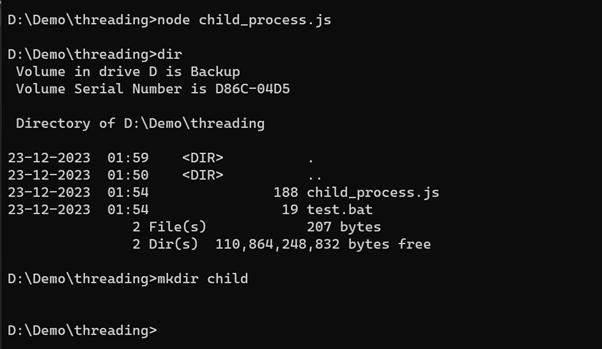 D:\Demo\threading>node child_process.js
D:\Demo\threading>dir
Volume in drive D is Backup
Volume Serial Number is D86C-04D5
Directory of D:\Demo\threading
23-12-2023  01:59    <DIR>          .
23-12-2023  01:50    <DIR>          ..
23-12-2023  01:54               188 child_process.js
23-12-2023  01:54                19 test.bat
2 File(s)            207 bytes
2 Dir(s)  110,864,248,832 bytes free
D:\Demo\threading>mkdir child
D:\Demo\threading>